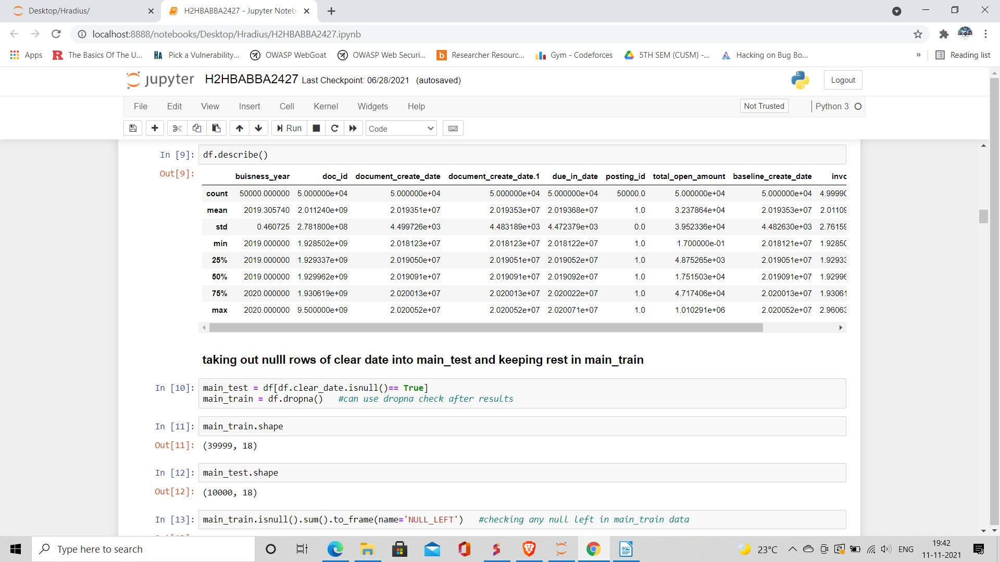 Desktop/Hradius/
H2HBABBA2427 - Jupyter Noteb
localhost:8888/notebooks/Desktop/Hradius/H2HBABBA2427.ipynb
Apps The Basics Of The U... HA Pick a Vulnerability... OWASP WebGoat OWASP Web Securi... b Researcher Resourc... Gym - Codeforces 5TH SEM (CUSM) -... Hacking on Bug Bo... » Reading list
jupyter H2HBABBA2427 Last Checkpoint: 06/28/2021 (autosaved) Logout
File Edit View Insert Cell Kernel Widgets Help Not Trusted Python 3
Run Code
In [9]: df.describe()
Out[9]:
buisness_year doc_id document_create_date document_create_date.1 due_in_date posting_id total_open_amount baseline_create_date invc
count 50000.000000 5.000000e+04 5.000000e+04 5.000000e+04 5.000000e+04 50000.0 5.000000e+04 5.000000e+04 4.99990
mean 2019.305740 2.011240e+09 2.019351e+07 2.019353e+07 2.019368e+07 1.0 3.237864e+04 2.019353e+07 2.01109
std 0.460725 2.781800e+08 4.499726e+03 4.483189e+03 4.472379e+03 0.0 3.952336e+04 4.482630e+03 2.76159
min 2019.000000 1.928502e+09 2.018123e+07 2.018123e+07 2.018122e+07 1.0 1.700000e-01 2.018121e+07 1.92850
25% 2019.000000 1.929337e+09 2.019050e+07 2.019051e+07 2.019052e+07 1.0 4.875265e+03 2.019051e+07 1.92933
50% 2019.000000 1.929962e+09 2.019091e+07 2.019091e+07 2.019092e+07 1.0 1.751503e+04 2.019091e+07 1.92996
75% 2020.000000 1.930619e+09 2.020013e+07 2.020013e+07 2.020022e+07 1.0 4.717406e+04 2.020013e+07 1.93061
max 2020.000000 9.500000e+09 2.020052e+07 2.020052e+07 2.020071e+07 1.0 1.010291e+06 2.020052e+07 2.96063
taking out nulll rows of clear date into main_test and keeping rest in main_train
In [10]: main_test = df[df.clear_date.isnull()== True]
main_train = df.dropna() #can use dropna check after results
In [11]: main_train.shape
Out[11]: (39999, 18)
In [12]: main_test.shape
Out[12]: (10000, 18)
In [13]: main_train.isnull().sum().to_frame(name='NULL_LEFT') #checking any null left in main_train data
Type here to search
23°C ENG
19:42
11-11-2021